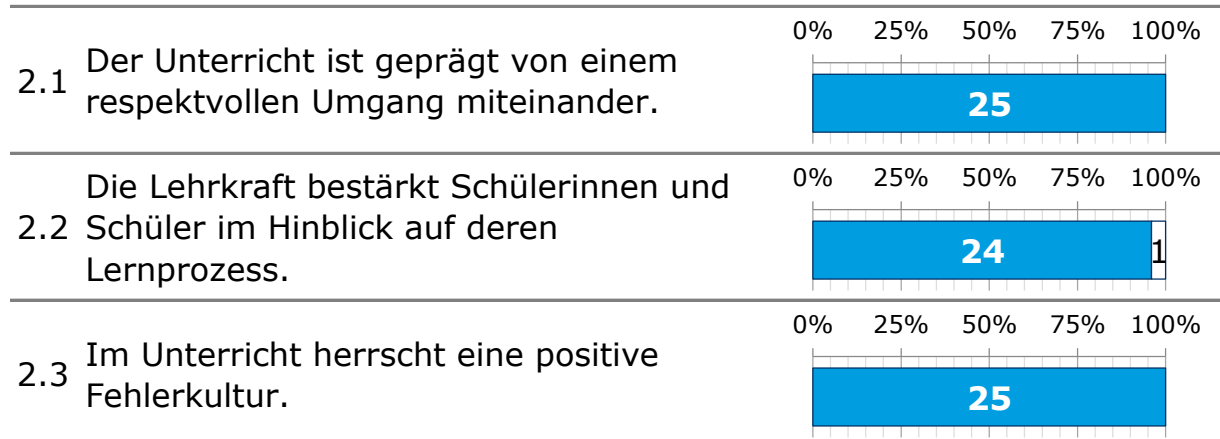 0% 25% 50% 75% 100%
2.1 Der Unterricht ist geprägt von einem
respektvollen Umgang miteinander.
25
0% 25% 50% 75% 100%
Die Lehrkraft bestärkt Schülerinnen und
2.2 Schüler im Hinblick auf deren
Lernprozess.
24 1
0% 25% 50% 75% 100%
2.3 Im Unterricht herrscht eine positive
Fehlerkultur.
25